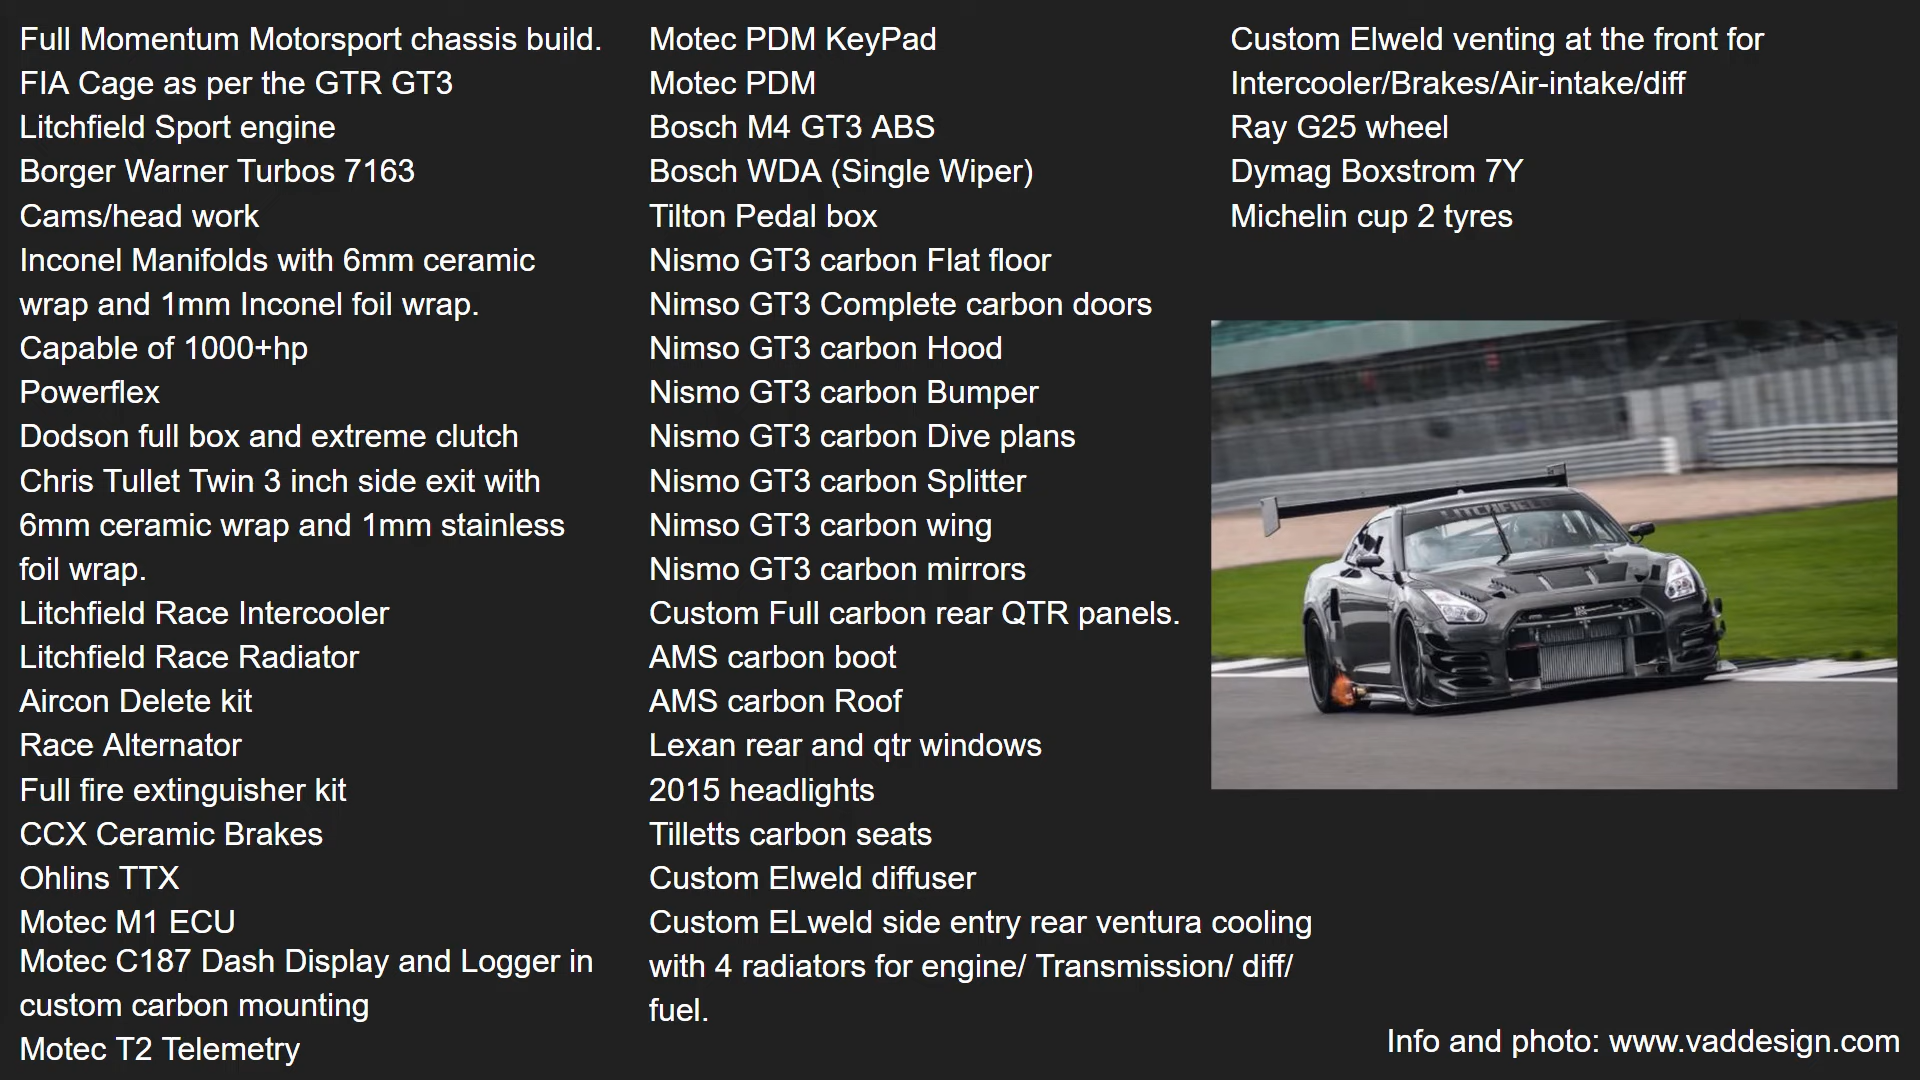 Full Momentum Motorsport chassis build.
FIA Cage as per the GTR GT3
Litchfield Sport engine
Borger Warner Turbos 7163
Cams/head work
Inconel Manifolds with 6mm ceramic
wrap and 1mm Inconel foil wrap.
Capable of 1000+hp
Powerflex
Dodson full box and extreme clutch
Chris Tullet Twin 3 inch side exit with
6mm ceramic wrap and 1mm stainless
foil wrap.
Litchfield Race Intercooler
Litchfield Race Radiator
Aircon Delete kit
Race Alternator
Full fire extinguisher kit
CCX Ceramic Brakes
Ohlins TTX
Motec M1 ECU
Motec C187 Dash Display and Logger in
custom carbon mounting
Motec T2 Telemetry
Motec PDM KeyPad
Motec PDM
Bosch M4 GT3 ABS
Bosch WDA (Single Wiper)
Tilton Pedal box
Nismo GT3 carbon Flat floor
Nimso GT3 Complete carbon doors
Nimso GT3 carbon Hood
Nismo GT3 carbon Bumper
Nismo GT3 carbon Dive plans
Nismo GT3 carbon Splitter
Nimso GT3 carbon wing
Nismo GT3 carbon mirrors
Custom Full carbon rear QTR panels.
AMS carbon boot
AMS carbon Roof
Lexan rear and qtr windows
2015 headlights
Tilletts carbon seats
Custom Elweld diffuser
Custom ELweld side entry rear ventura cooling
with 4 radiators for engine/ Transmission/ diff/
fuel.
Custom Elweld venting at the front for
Intercooler/Brakes/Air-intake/diff
Ray G25 wheel
Dymag Boxstrom 7Y
Michelin cup 2 tyres
Info and photo: www.vaddesign.com